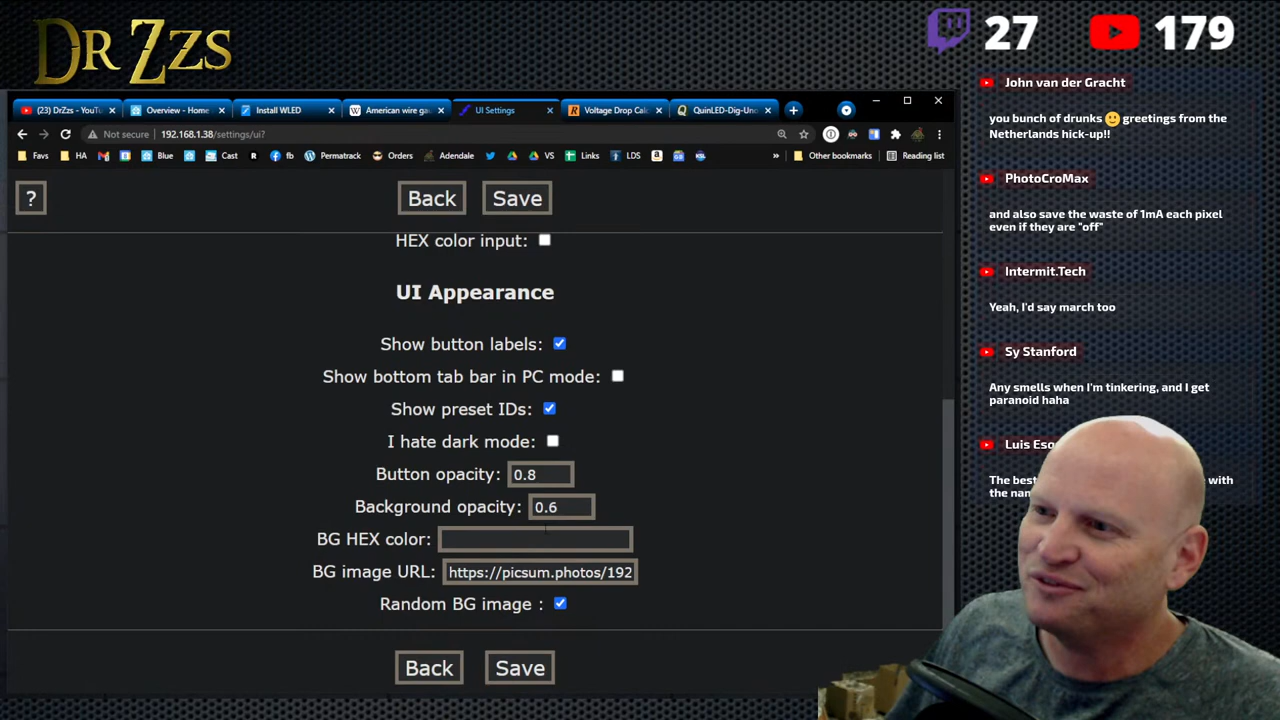 DR ZZS
27
179
(23) DrZzs - YouTu
Overview - Home
Install WLED
American wire gau
UI Settings
Voltage Drop Calc
QuinLED-Dig-Uno
Not secure
192.168.1.38/settings/ui?
Favs
HA
Blue
Cast
fb
Permatrack
Orders
Adendale
VS
Links
LDS
Other bookmarks
Reading list
?
Back
Save
HEX color input:
UI Appearance
Show button labels:
Show bottom tab bar in PC mode:
Show preset IDs:
I hate dark mode:
Button opacity: 0.8
Background opacity: 0.6
BG HEX color:
BG image URL: https://picsum.photos/192
Random BG image :
Back
Save
John van der Gracht
you bunch of drunks 🙂 greetings from the
Netherlands hick-up!!
PhotoCroMax
and also save the waste of 1mA each pixel
even if they are "off"
Intermit.Tech
Yeah, I'd say march too
Sy Stanford
Any smells when I'm tinkering, and I get
paranoid haha
Luis Eso
The best with
the nam